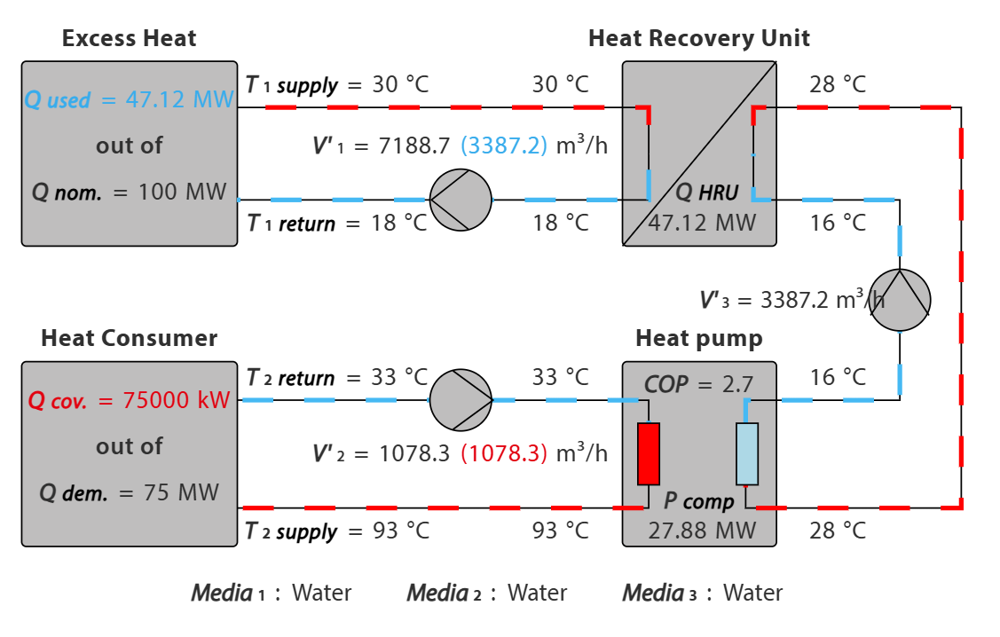 Excess Heat
Heat Recovery Unit
T 1 supply = 30 °C
30 °C
28 °C
Q used = 47.12 MW
out of
V' 1 = 7188.7 (3387.2) m³/h
Q nom. = 100 MW
Q HRU
47.12 MW
T 1 return = 18 °C
18 °C
16 °C
V' 3 = 3387.2 m³/h
Heat Consumer
Heat pump
T 2 return = 33 °C
33 °C
COP = 2.7
16 °C
Q cov. = 75000 kW
out of
V' 2 = 1078.3 (1078.3) m³/h
Q dem. = 75 MW
P comp
27.88 MW
T 2 supply = 93 °C
93 °C
28 °C
Media 1 : Water
Media 2 : Water
Media 3 : Water